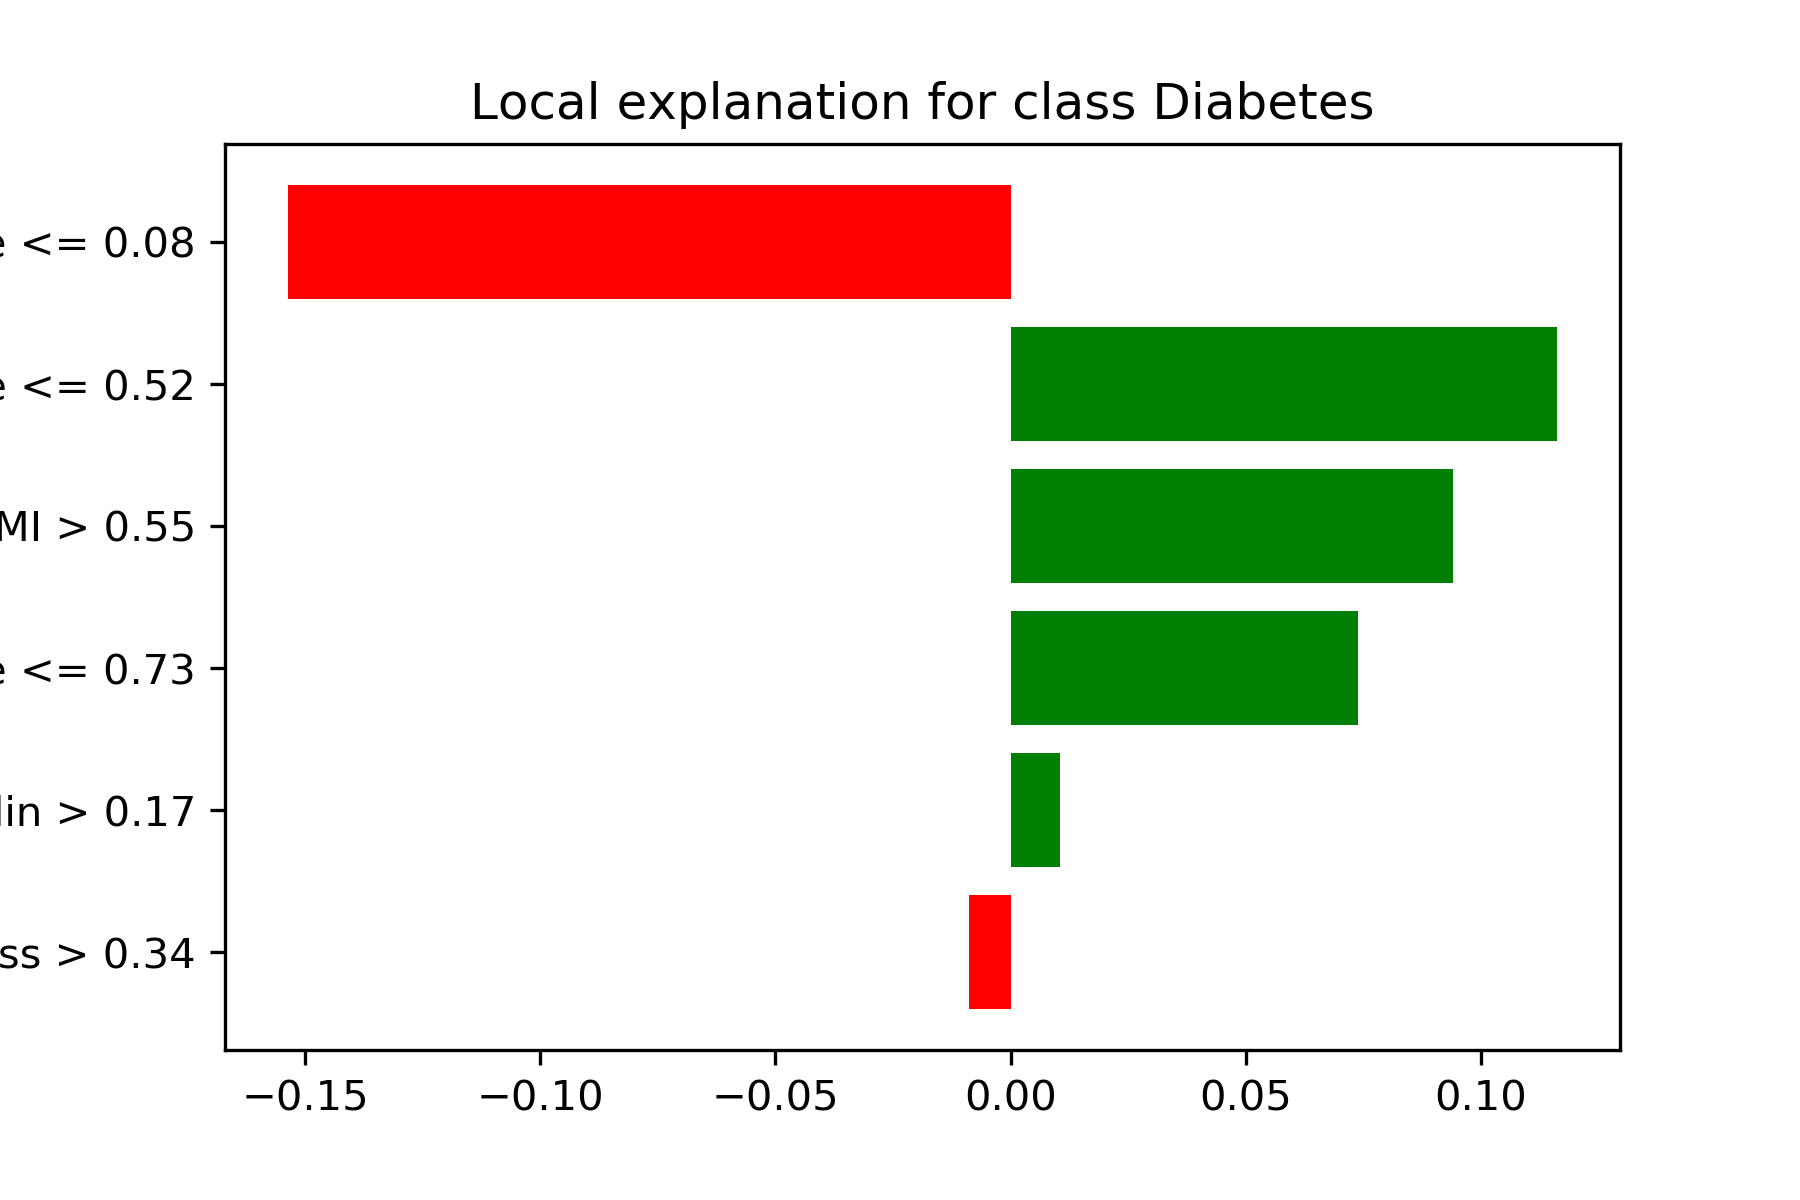 Local explanation for class Diabetes
e <= 0.08
e <= 0.52
MI > 0.55
e <= 0.73
lin > 0.17
ss > 0.34
−0.15 −0.10 −0.05 0.00 0.05 0.10